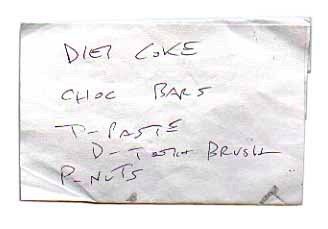 DIET COKE
CHOC BARS
T-PASTE
D-TOOTH BRUSH
P-NUTS